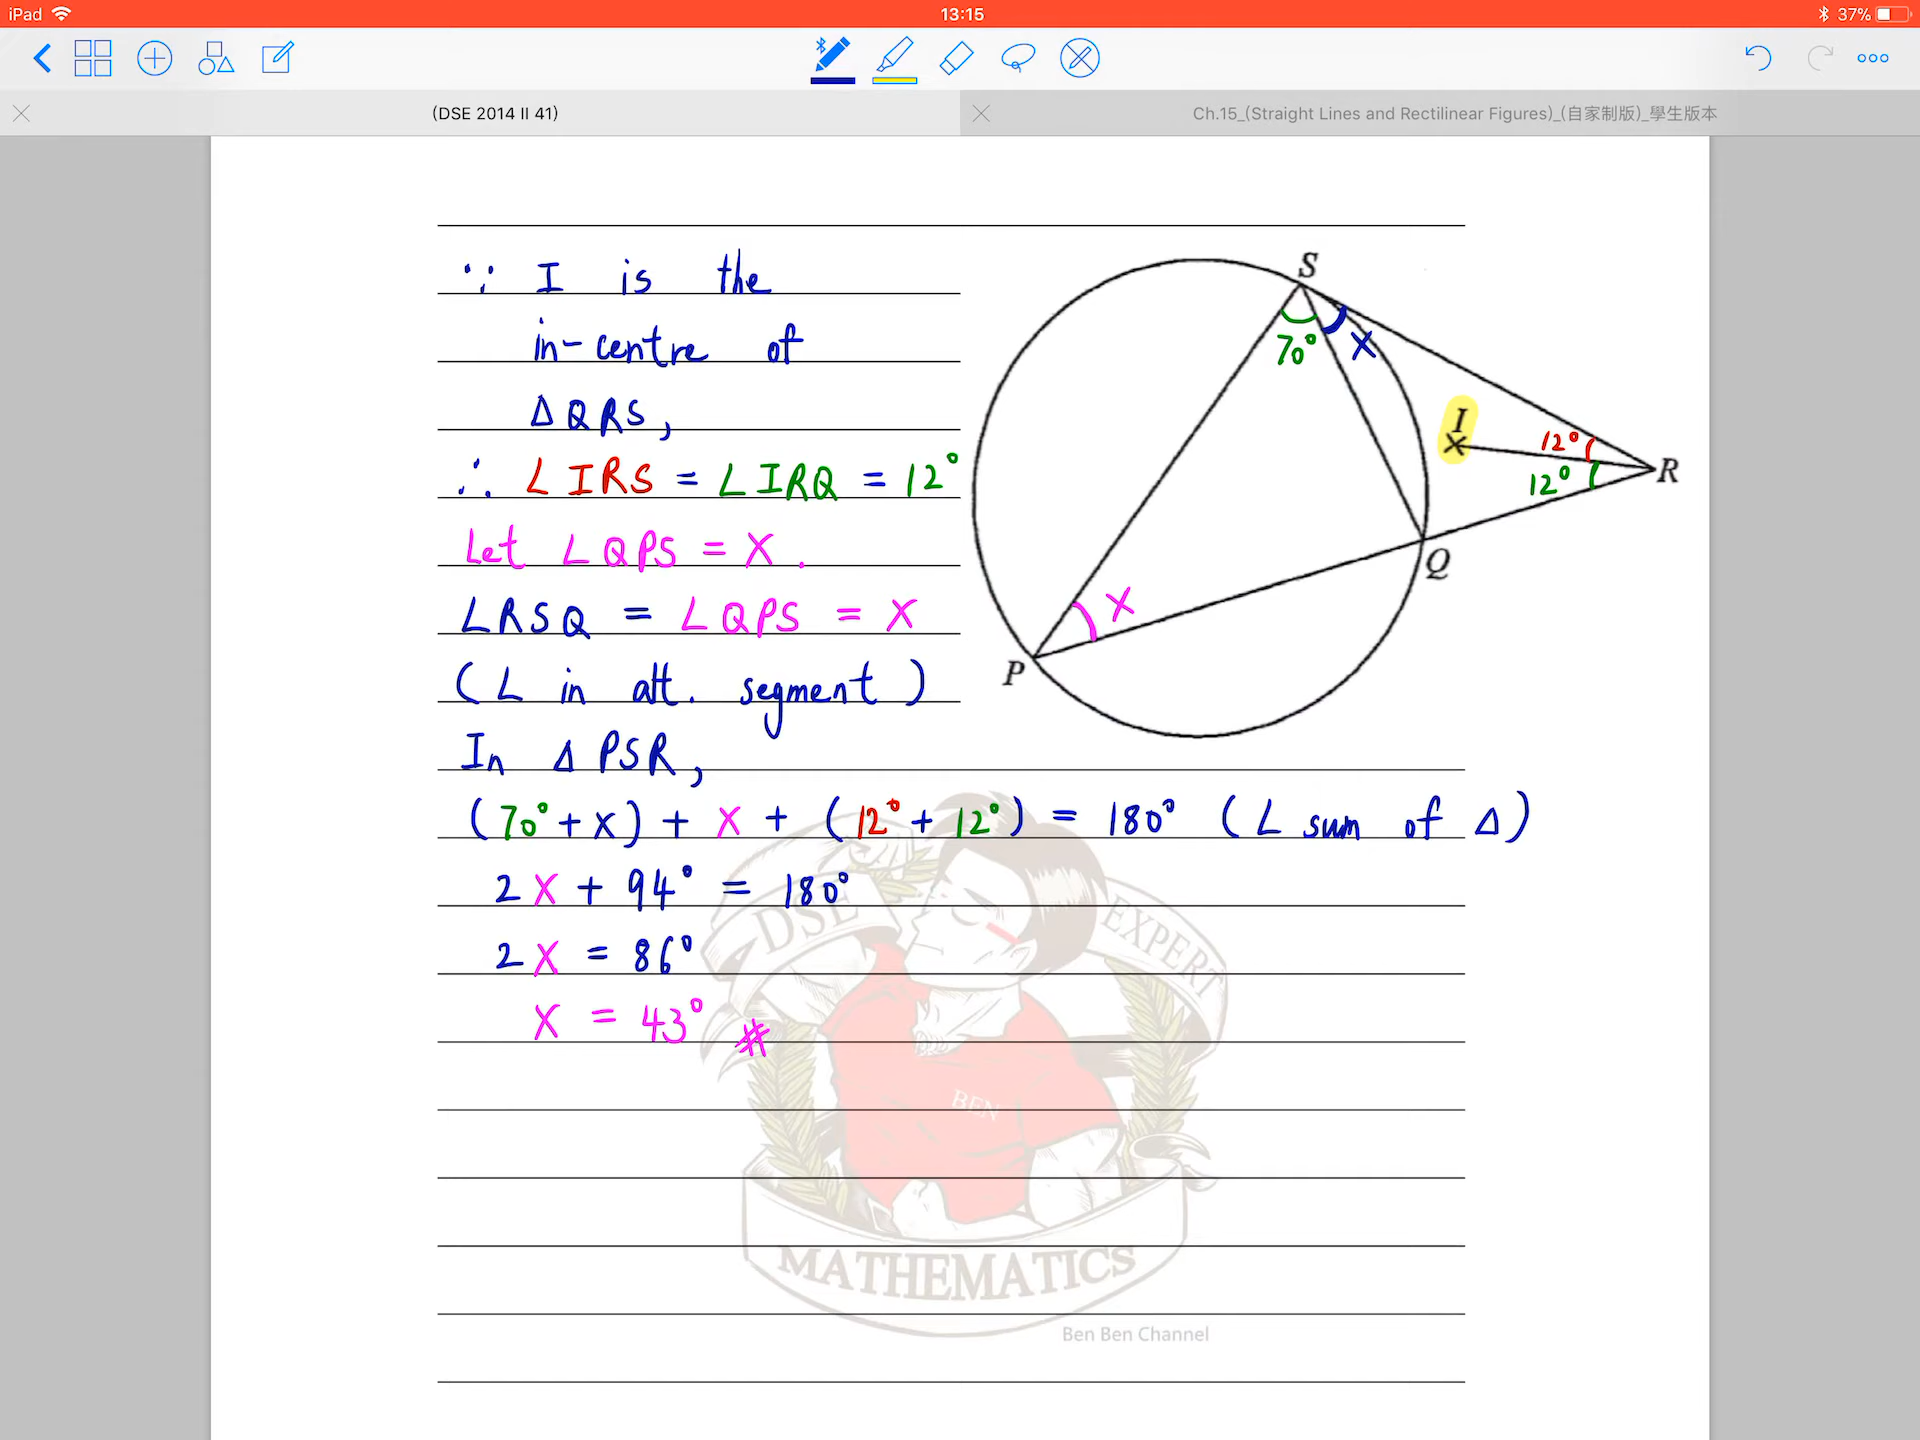 iPad
13:15
37%
(DSE 2014 II 41)
Ch.15_(Straight Lines and Rectilinear Figures)_(自家制版)_學生版本
∵ I is the
in-centre of
△QRS,
∴ ∠IRS = ∠IRQ = 12°
Let ∠QPS = x.
∠RSQ = ∠QPS = x
(∠ in alt. segment)
In △PSR,
(70° + x) + x + (12° + 12°) = 180° (∠ sum of △)
2x + 94° = 180°
2x = 86°
x = 43° #
S
70°
x
I
12°
12°
R
Q
x
P
DSE
EXPERT
BEN
MATHEMATICS
Ben Ben Channel